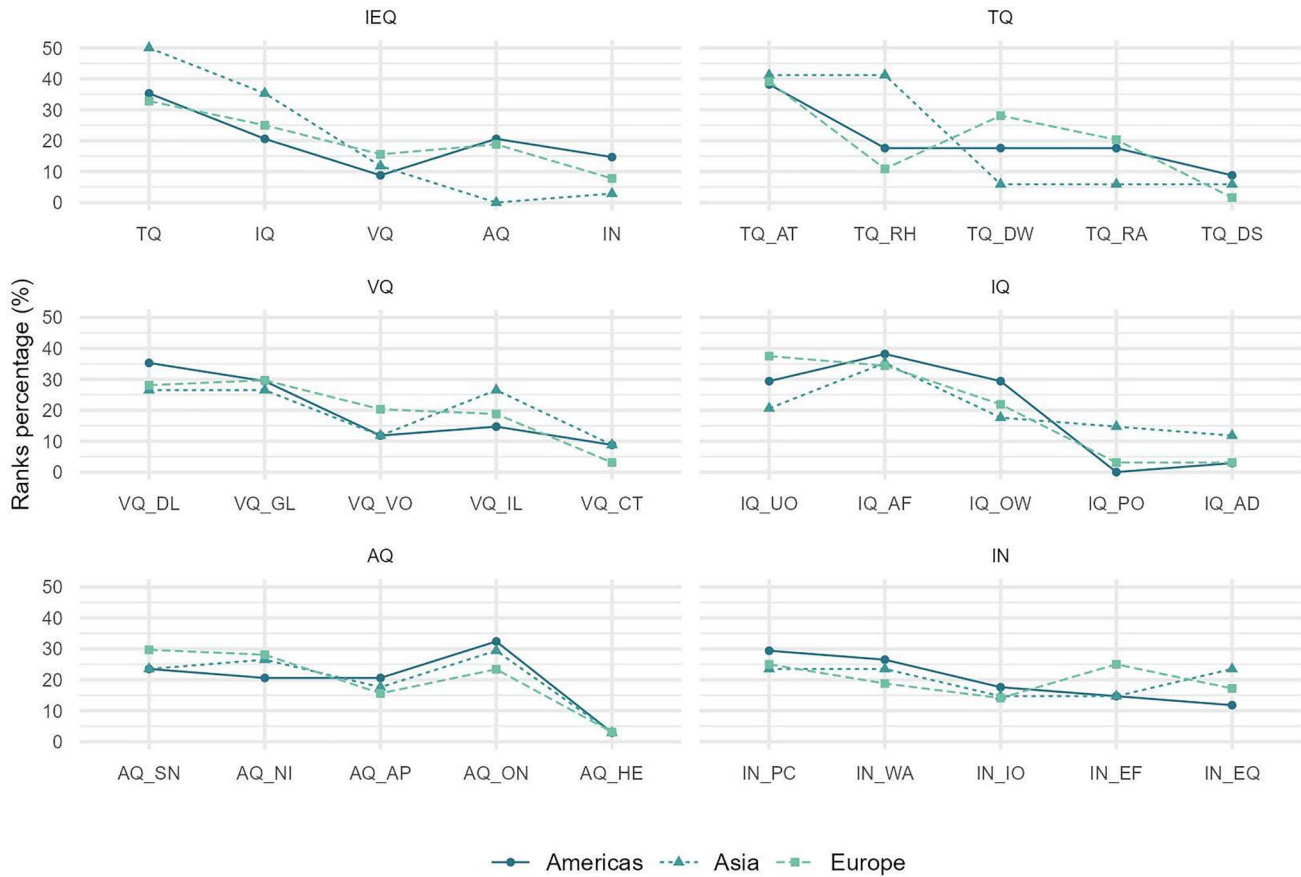 IEQ
TQ
50
40
30
20
10
0
TQ IQ VQ AQ IN
TQ_AT TQ_RH TQ_DW TQ_RA TQ_DS
Ranks percentage (%)
VQ
IQ
50
40
30
20
10
0
VQ_DL VQ_GL VQ_VO VQ_IL VQ_CT
IQ_UO IQ_AF IQ_OW IQ_PO IQ_AD
AQ
IN
50
40
30
20
10
0
AQ_SN AQ_NI AQ_AP AQ_ON AQ_HE
IN_PC IN_WA IN_IO IN_EF IN_EQ
Americas Asia Europe